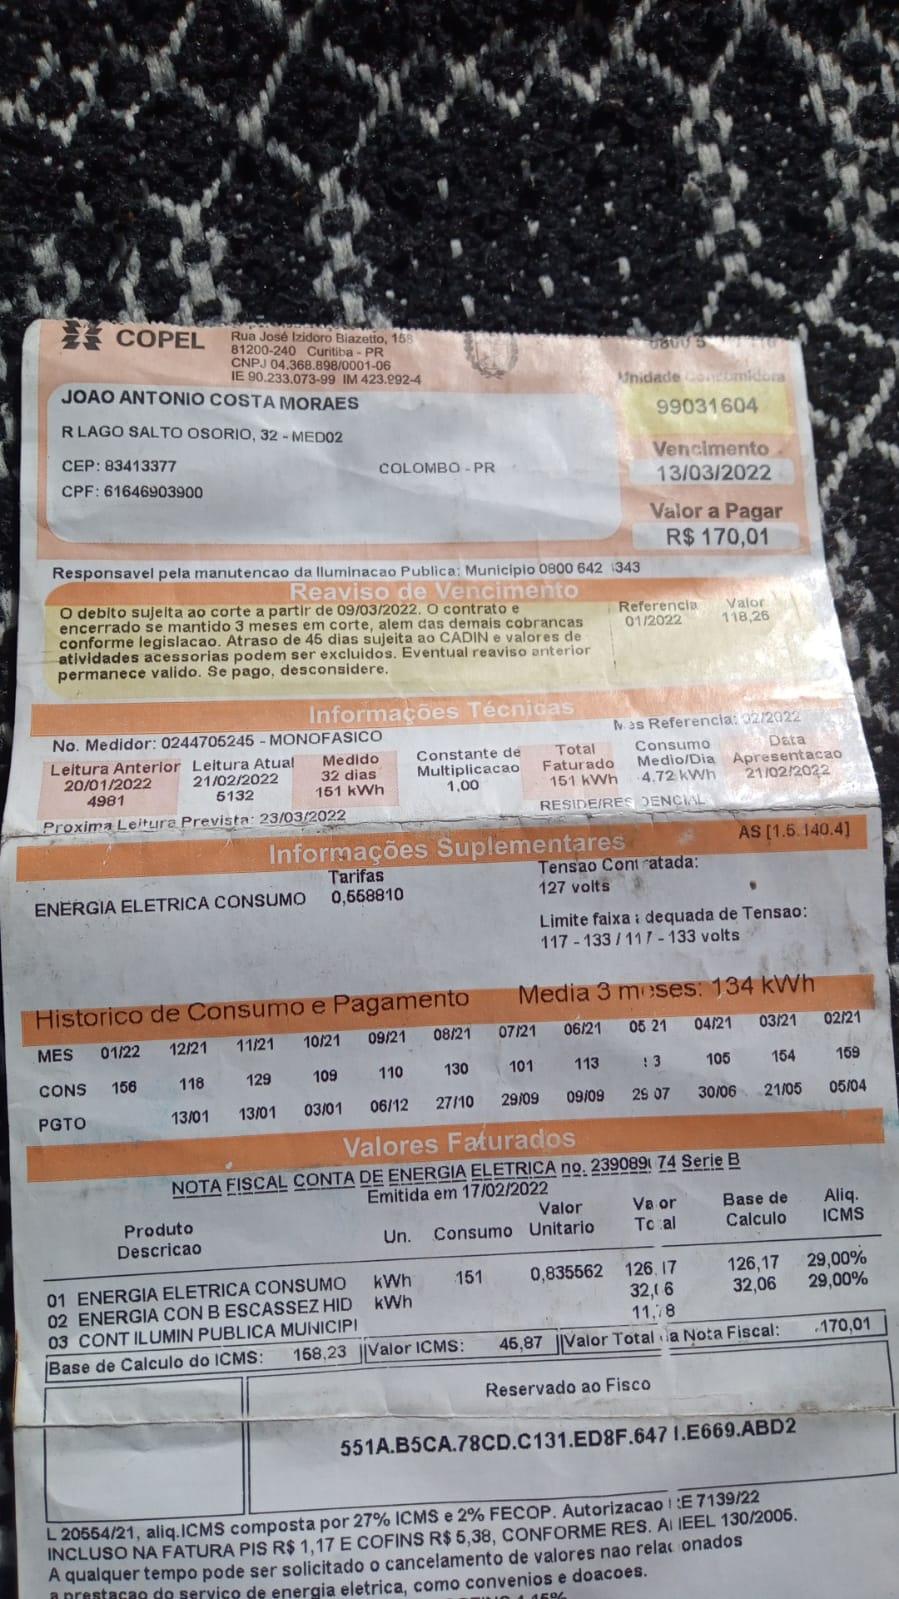 COPEL
Rua José Izidoro Biazetto, 158
81200-240 Curitiba - PR
CNPJ 04.368.898/0001-06
IE 90.233.073-99 IM 423.992-4
Unidade Consumidora
99031604
JOAO ANTONIO COSTA MORAES
R LAGO SALTO OSORIO, 32 - MED02
CEP: 83413377 COLOMBO - PR
CPF: 61646903900
Vencimento
13/03/2022
Valor a Pagar
R$ 170,01
Responsavel pela manutencao da Iluminacao Publica: Municipio 0800 642 343
Reaviso de Vencimento
O debito sujeita ao corte a partir de 09/03/2022. O contrato e
encerrado se mantido 3 meses em corte, alem das demais cobrancas
conforme legislacao. Atraso de 45 dias sujeita ao CADIN e valores de
atividades acessorias podem ser excluidos. Eventual reaviso anterior
permanece valido. Se pago, desconsidere.
Referencia Valor
01/2022 118,26
Informações Técnicas
No. Medidor: 0244705245 - MONOFASICO
Mes Referencia: 02/2022
Leitura Anterior Leitura Atual Medido Constante de Total Consumo Data
20/01/2022 21/02/2022 32 dias Multiplicacao Faturado Medio/Dia Apresentacao
4981 5132 151 kWh 1,00 151 kWh 4,72 kWh 21/02/2022
Proxima Leitura Prevista: 23/03/2022
RESIDE/RESIDENCIAL
Informações Suplementares AS [1.5.140.4]
Tarifas
ENERGIA ELETRICA CONSUMO 0,558810
Tensao Contratada:
127 volts
Limite faixa adequada de Tensao:
117 - 133 / 117 - 133 volts
Historico de Consumo e Pagamento Media 3 meses: 134 kWh
MES 01/22 12/21 11/21 10/21 09/21 08/21 07/21 06/21 05 21 04/21 03/21 02/21
CONS 156 118 129 109 110 130 101 113 105 154 159
PGTO 13/01 13/01 03/01 06/12 27/10 29/09 09/09 29 07 30/06 21/05 05/04
Valores Faturados
NOTA FISCAL CONTA DE ENERGIA ELETRICA no. 74 Serie B
Emitida em 17/02/2022
Produto Un. Consumo Valor Valor Base de Aliq.
Descricao Unitario Total Calculo ICMS
01 ENERGIA ELETRICA CONSUMO kWh 151 0,835562 126,17 126,17 29,00%
02 ENERGIA CON B ESCASSEZ HID kWh 32,06 32,06 29,00%
03 CONT ILUMIN PUBLICA MUNICIPI 11,78
Base de Calculo do ICMS: 158,23 Valor ICMS: 45,87 Valor Total da Nota Fiscal: 170,01
Reservado ao Fisco
551A.B5CA.78CD.C131.ED8F.6471.E669.ABD2
L 20554/21, aliq.ICMS composta por 27% ICMS e 2% FECOP. Autorizacao 7139/22
INCLUSO NA FATURA PIS R$ 1,17 E COFINS R$ 5,38, CONFORME RES. ANEEL 130/2005.
A qualquer tempo pode ser solicitado o cancelamento de valores nao relacionados
a prestacao do servico de energia eletrica, como convenios e doacoes.